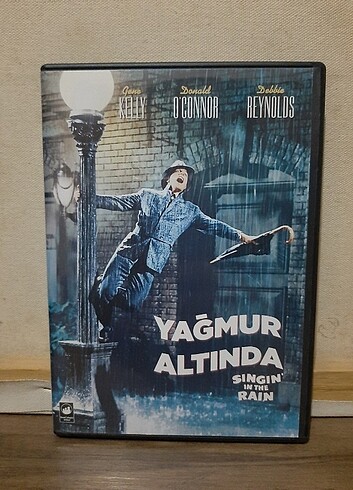 Gene
KELLY
Donald
O'CONNOR
Debbie
REYNOLDS
YAĞMUR
ALTINDA
SINGIN'
IN THE
RAIN